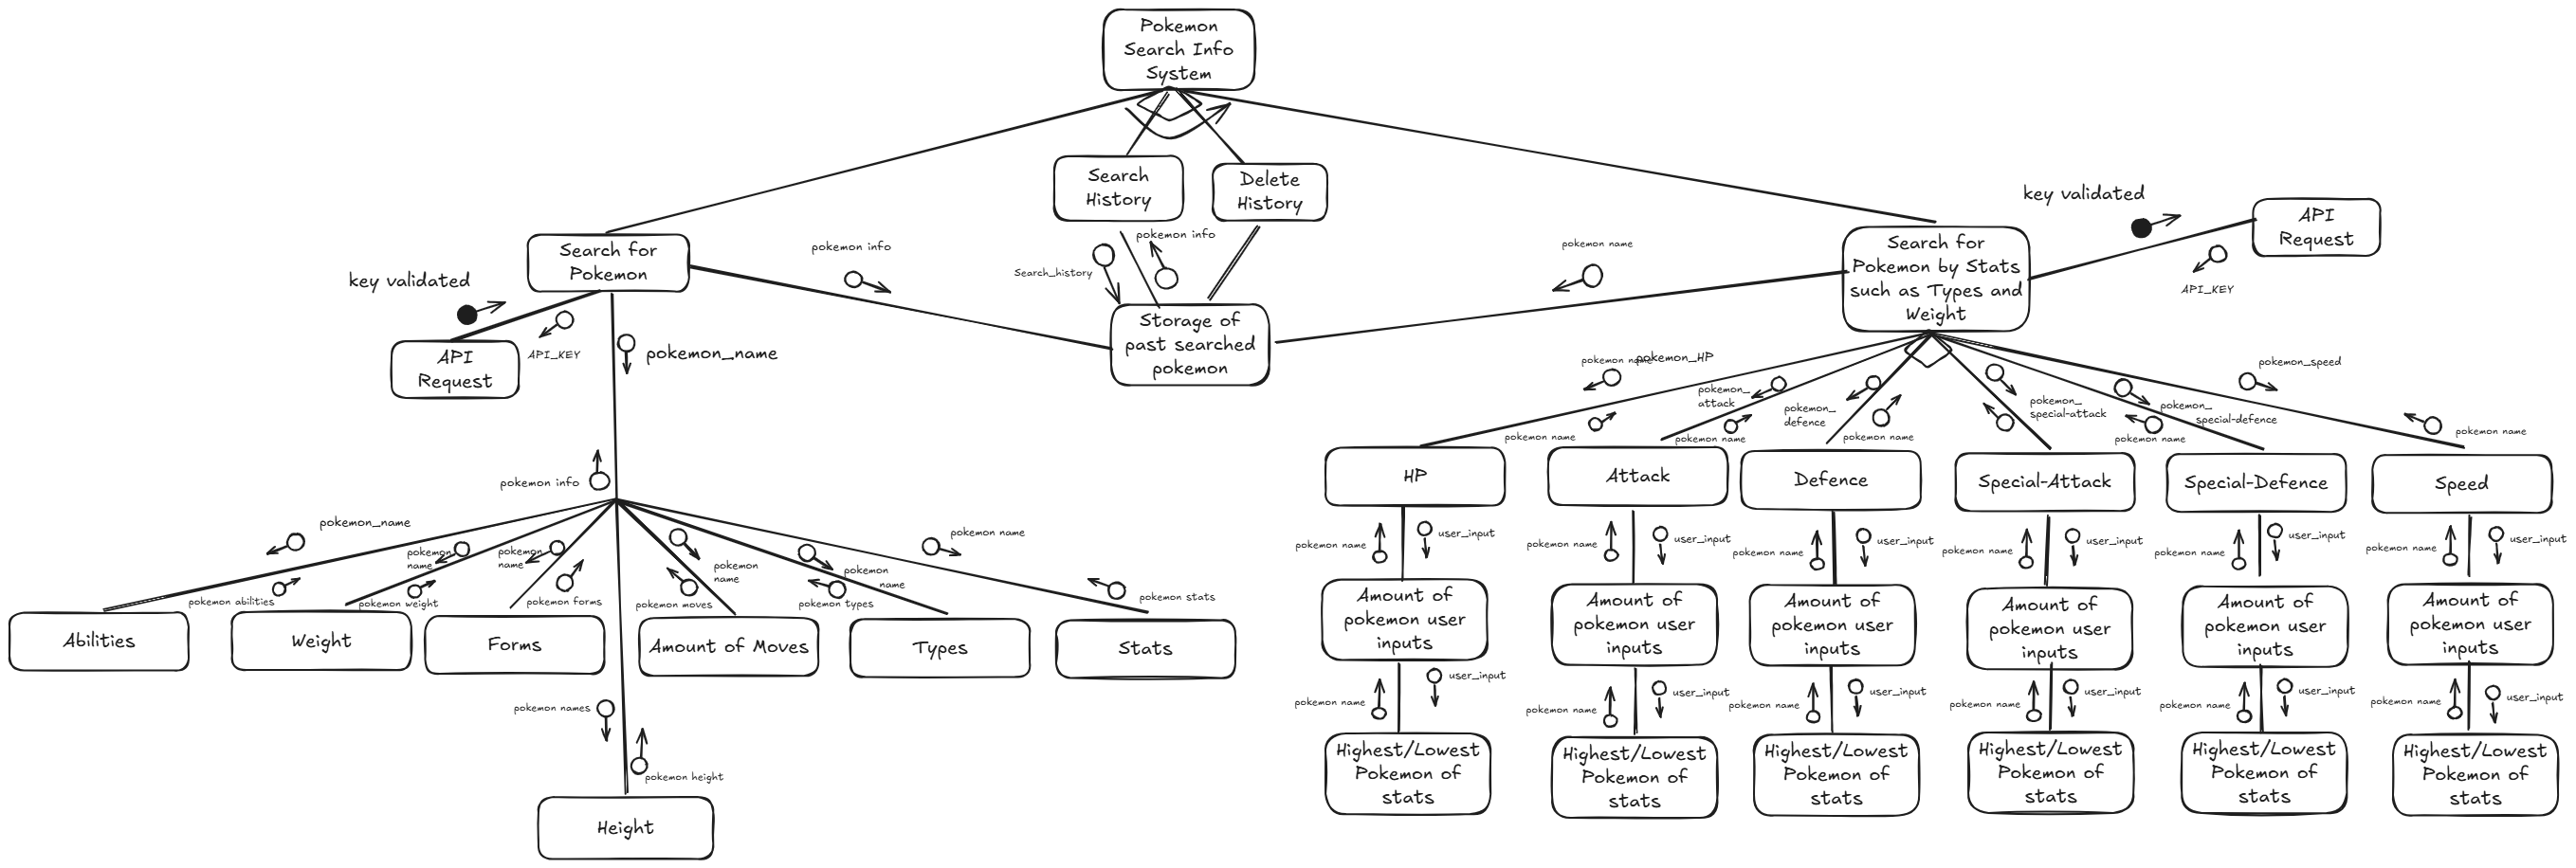 Pokemon
Search Info
System
Search
History
Delete
History
key validated
API
Request
Search for
Pokemon
pokemon info
pokemon info
Search_history
pokemon name
Search for
Pokemon by Stats
such as Types and
Weight
API_KEY
key validated
API
Request
API_KEY
pokemon_name
Storage of
past searched
pokemon
pokemon name
pokemon_HP
pokemon_
attack
pokemon_
defence
pokemon_
special-attack
pokemon_
special-defence
pokemon_speed
pokemon name
pokemon name
pokemon name
pokemon name
pokemon name
HP
Attack
Defence
Special-Attack
Special-Defence
Speed
pokemon info
pokemon_name
pokemon
name
pokemon
name
pokemon
name
pokemon
name
pokemon name
pokemon abilities
pokemon weight
pokemon forms
pokemon moves
pokemon types
pokemon stats
Abilities
Weight
Forms
Amount of Moves
Types
Stats
pokemon names
pokemon height
Height
pokemon name
user_input
pokemon name
user_input
pokemon name
user_input
pokemon name
user_input
pokemon name
user_input
pokemon name
user_input
Amount of
pokemon user
inputs
Amount of
pokemon user
inputs
Amount of
pokemon user
inputs
Amount of
pokemon user
inputs
Amount of
pokemon user
inputs
Amount of
pokemon user
inputs
pokemon name
user_input
pokemon name
user_input
pokemon name
user_input
pokemon name
user_input
pokemon name
user_input
pokemon name
user_input
Highest/Lowest
Pokemon of
stats
Highest/Lowest
Pokemon of
stats
Highest/Lowest
Pokemon of
stats
Highest/Lowest
Pokemon of
stats
Highest/Lowest
Pokemon of
stats
Highest/Lowest
Pokemon of
stats